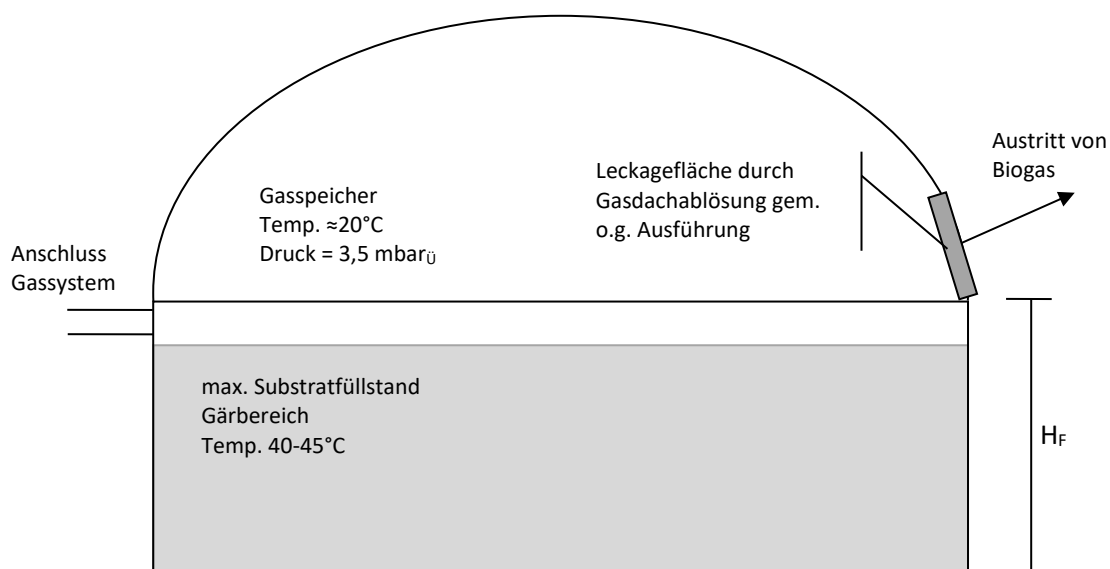 Austritt von
Biogas
Leckagefläche durch
Gasdachablösung gem.
o.g. Ausführung
Gasspeicher
Temp. ≈20°C
Druck = 3,5 mbarÜ
Anschluss
Gassystem
max. Substratfüllstand
Gärbereich
Temp. 40-45°C
HF